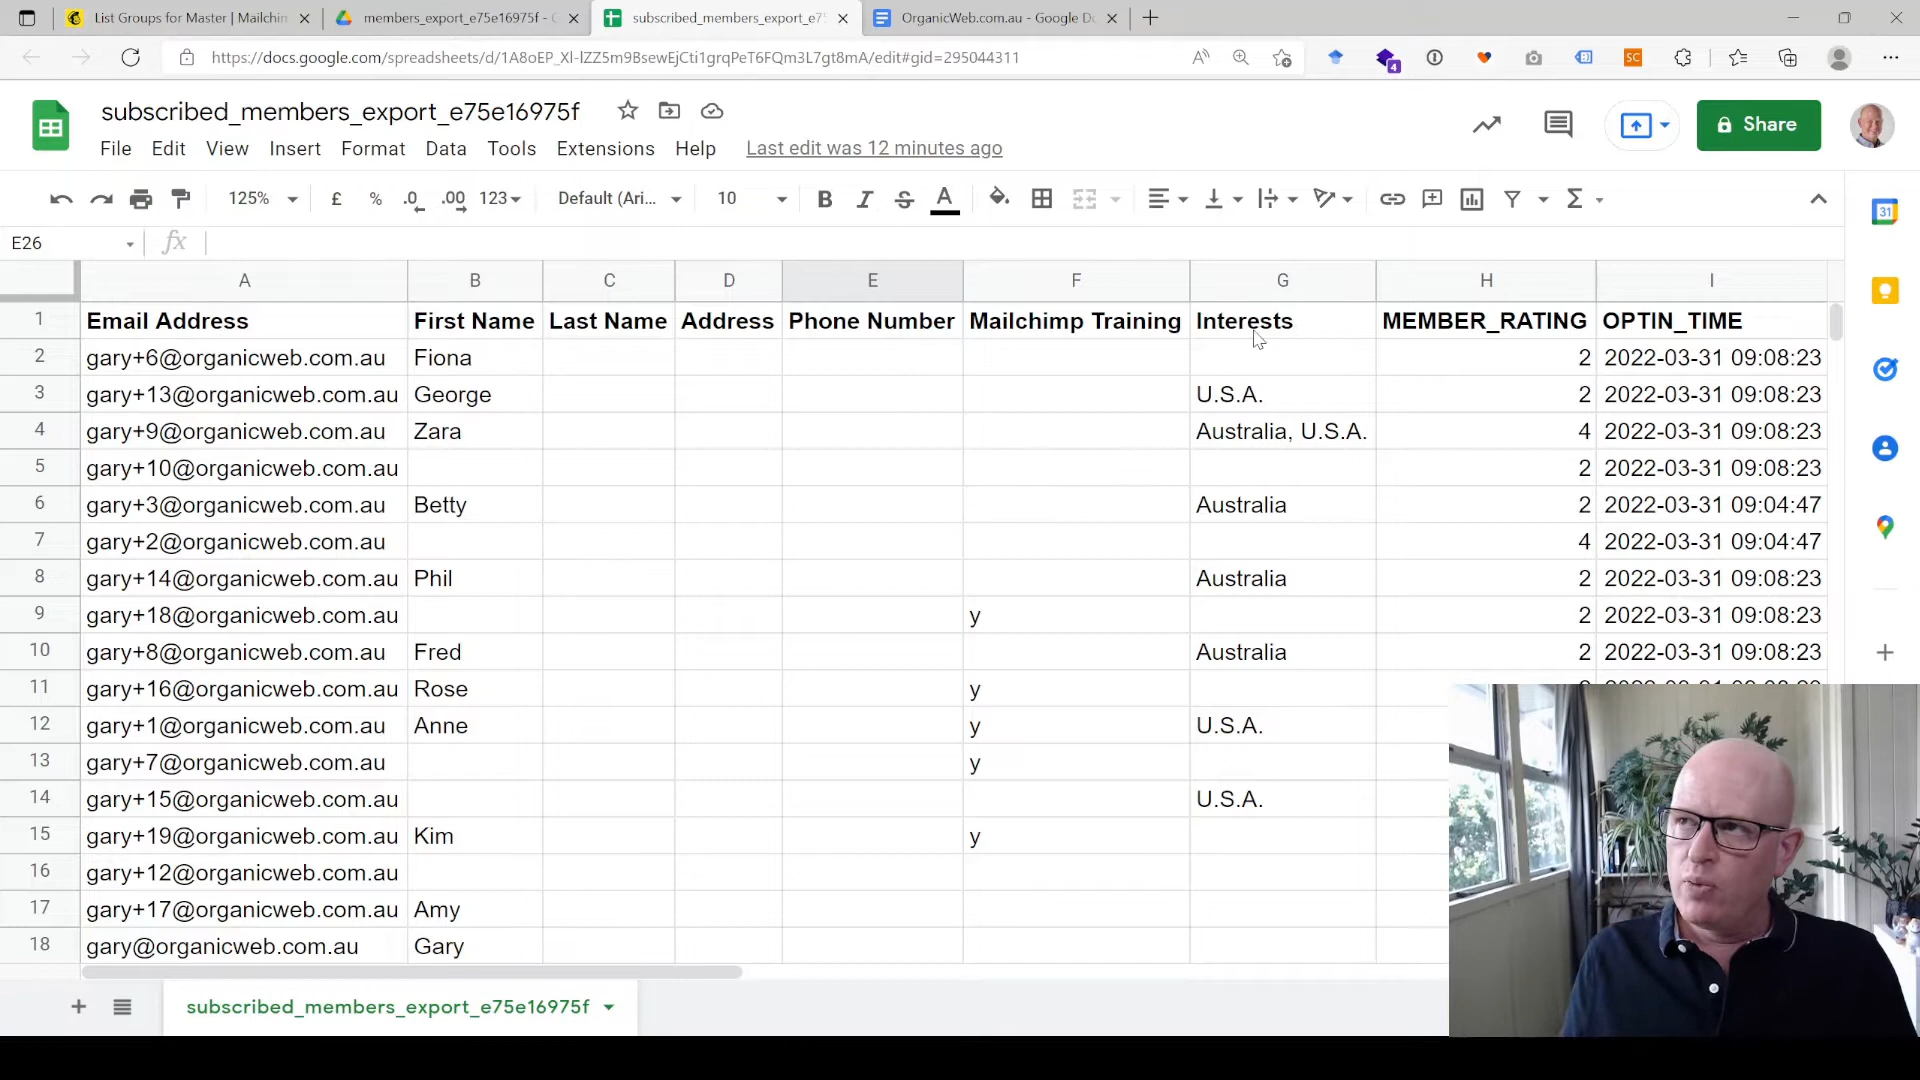 List Groups for Master | Mailchim
members_export_e75e16975f - G
subscribed_members_export_e75
OrganicWeb.com.au - Google Do
https://docs.google.com/spreadsheets/d/1A8oEP_Xl-lZZ5m9BsewEjCti1grqPeT6FQm3L7gt8mA/edit#gid=295044311
4
SC
subscribed_members_export_e75e16975f
File Edit View Insert Format Data Tools Extensions Help Last edit was 12 minutes ago
Share
125% £ % .0 .00 123 Default (Ari... 10 B I S A Σ
31
E26 fx
A B C D E F G H I
1 Email Address First Name Last Name Address Phone Number Mailchimp Training Interests MEMBER_RATING OPTIN_TIME
2 gary+6@organicweb.com.au Fiona 2 2022-03-31 09:08:23
3 gary+13@organicweb.com.au George U.S.A. 2 2022-03-31 09:08:23
4 gary+9@organicweb.com.au Zara Australia, U.S.A. 4 2022-03-31 09:08:23
5 gary+10@organicweb.com.au 2 2022-03-31 09:08:23
6 gary+3@organicweb.com.au Betty Australia 2 2022-03-31 09:04:47
7 gary+2@organicweb.com.au 4 2022-03-31 09:04:47
8 gary+14@organicweb.com.au Phil Australia 2 2022-03-31 09:08:23
9 gary+18@organicweb.com.au y 2 2022-03-31 09:08:23
10 gary+8@organicweb.com.au Fred Australia 2 2022-03-31 09:08:23
11 gary+16@organicweb.com.au Rose y
12 gary+1@organicweb.com.au Anne y U.S.A.
13 gary+7@organicweb.com.au y
14 gary+15@organicweb.com.au U.S.A.
15 gary+19@organicweb.com.au Kim y
16 gary+12@organicweb.com.au
17 gary+17@organicweb.com.au Amy
18 gary@organicweb.com.au Gary
subscribed_members_export_e75e16975f